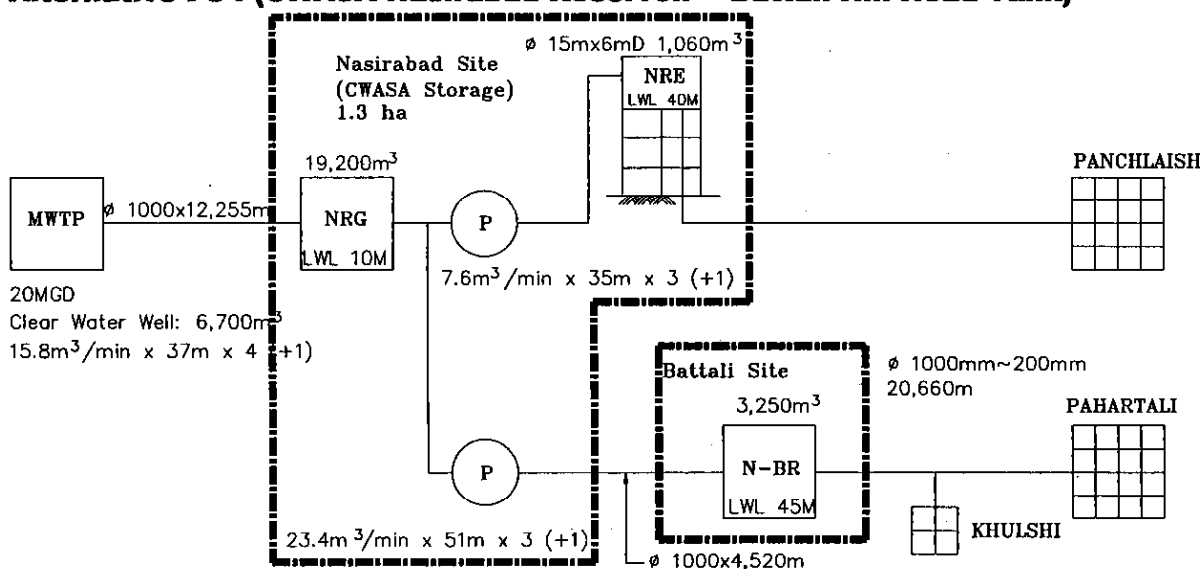 ø 15mx6mD 1,060m³
Nasirabad Site
(CWASA Storage)
1.3 ha
NRE
LWL 40M
19,200m³
PANCHLAISH
MWTP
ø 1000x12,255m
NRG
LWL 10M
P
7.6m³/min x 35m x 3 (+1)
20MGD
Clear Water Well: 6,700m³
15.8m³/min x 37m x 4 (+1)
Battali Site
ø 1000mm~200mm
20,660m
3,250m³
PAHARTALI
P
N-BR
LWL 45M
KHULSHI
23.4m³/min x 51m x 3 (+1)
ø 1000x4,520m